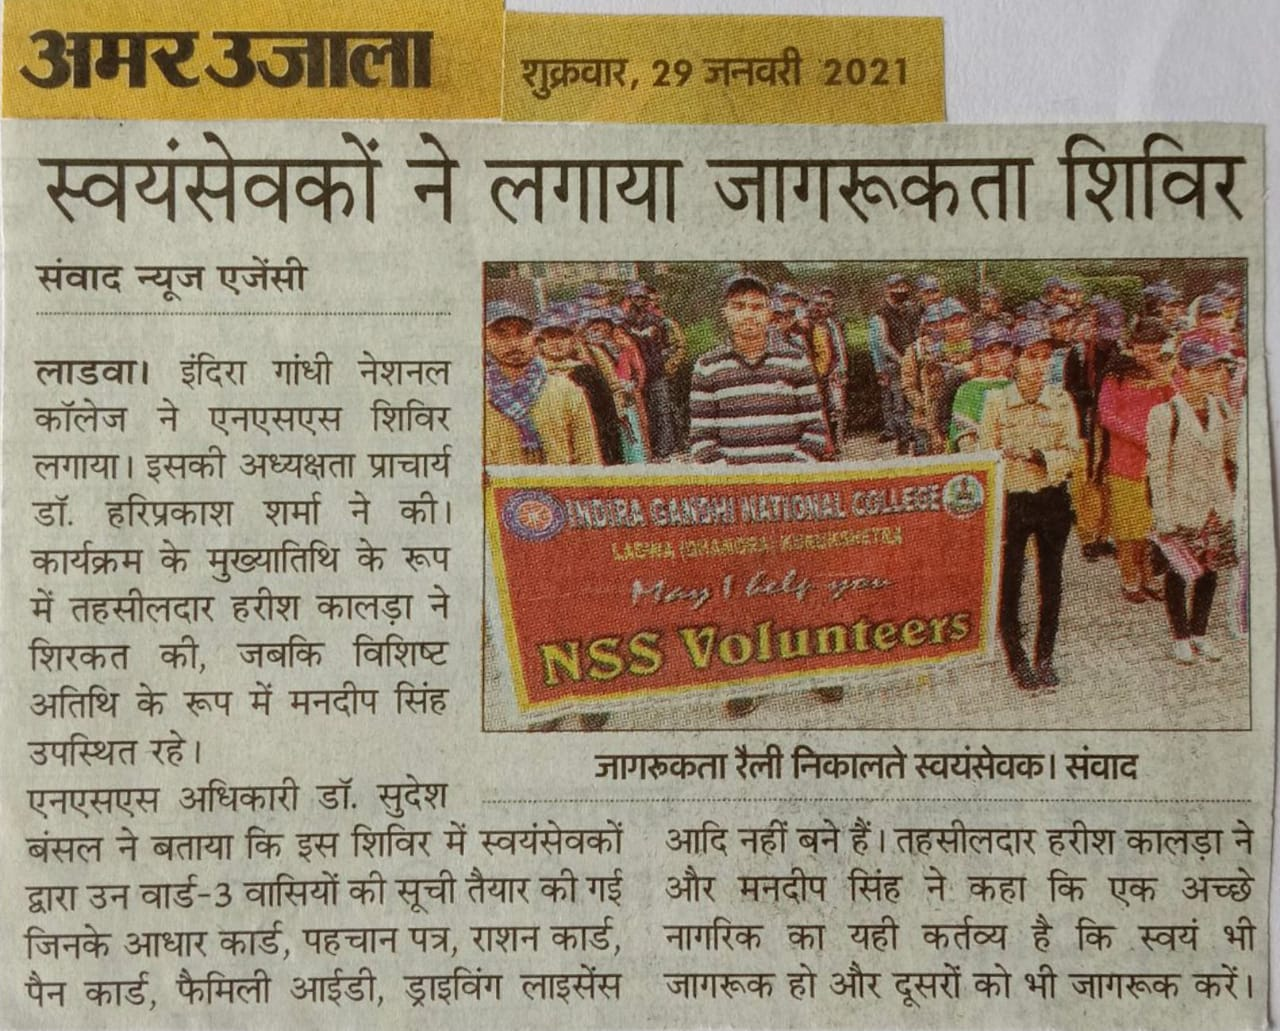 अमर उजाला
शुक्रवार, 29 जनवरी 2021
स्वयंसेवकों ने लगाया जागरूकता शिविर
संवाद न्यूज एजेंसी
लाडवा। इंदिरा गांधी नेशनल
कॉलेज ने एनएसएस शिविर
लगाया। इसकी अध्यक्षता प्राचार्य
डॉ. हरिप्रकाश शर्मा ने की।
कार्यक्रम के मुख्यातिथि के रूप
में तहसीलदार हरीश कालड़ा ने
शिरकत की, जबकि विशिष्ट
अतिथि के रूप में मनदीप सिंह
उपस्थित रहे।
एनएसएस अधिकारी डॉ. सुदेश
बंसल ने बताया कि इस शिविर में स्वयंसेवकों
द्वारा उन वार्ड-3 वासियों की सूची तैयार की गई
जिनके आधार कार्ड, पहचान पत्र, राशन कार्ड,
पैन कार्ड, फैमिली आईडी, ड्राइविंग लाइसेंस
INDIRA GANDHI NATIONAL COLLEGE
LADWA (DHANORA) KURUKSHETRA
May I help you
NSS Volunteers
जागरूकता रैली निकालते स्वयंसेवक। संवाद
आदि नहीं बने हैं। तहसीलदार हरीश कालड़ा ने
और मनदीप सिंह ने कहा कि एक अच्छे
नागरिक का यही कर्तव्य है कि स्वयं भी
जागरूक हो और दूसरों को भी जागरूक करें।